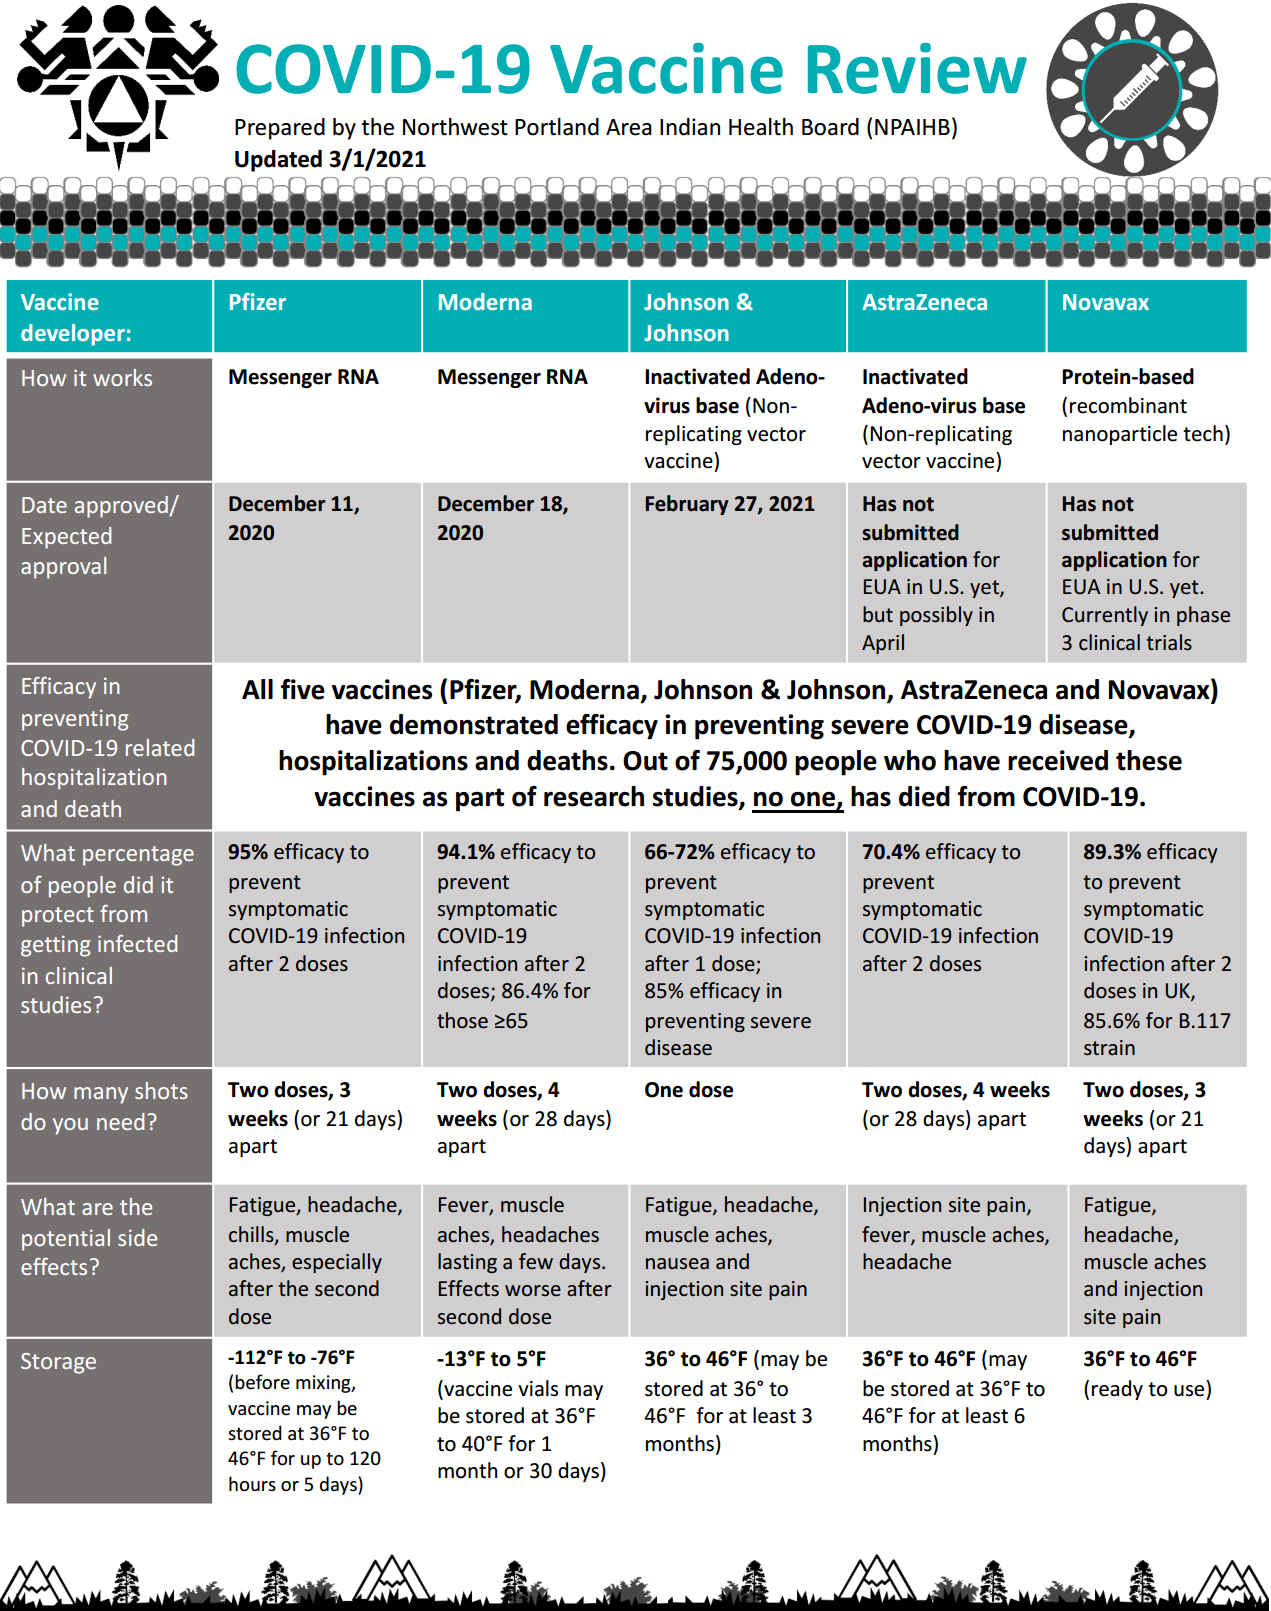 COVID-19 Vaccine Review
Prepared by the Northwest Portland Area Indian Health Board (NPAIHB)
Updated 3/1/2021
Vaccine
developer:
Pfizer
Moderna
Johnson &
Johnson
AstraZeneca
Novavax
How it works
Messenger RNA
Messenger RNA
Inactivated Adeno-
virus base (Non-
replicating vector
vaccine)
Inactivated
Adeno-virus base
(Non-replicating
vector vaccine)
Protein-based
(recombinant
nanoparticle tech)
Date approved/
Expected
approval
December 11,
2020
December 18,
2020
February 27, 2021
Has not
submitted
application for
EUA in U.S. yet,
but possibly in
April
Has not
submitted
application for
EUA in U.S. yet.
Currently in phase
3 clinical trials
Efficacy in
preventing
COVID-19 related
hospitalization
and death
All five vaccines (Pfizer, Moderna, Johnson & Johnson, AstraZeneca and Novavax)
have demonstrated efficacy in preventing severe COVID-19 disease,
hospitalizations and deaths. Out of 75,000 people who have received these
vaccines as part of research studies, no one, has died from COVID-19.
What percentage
of people did it
protect from
getting infected
in clinical
studies?
95% efficacy to
prevent
symptomatic
COVID-19 infection
after 2 doses
94.1% efficacy to
prevent
symptomatic
COVID-19
infection after 2
doses; 86.4% for
those ≥65
66-72% efficacy to
prevent
symptomatic
COVID-19 infection
after 1 dose;
85% efficacy in
preventing severe
disease
70.4% efficacy to
prevent
symptomatic
COVID-19 infection
after 2 doses
89.3% efficacy
to prevent
symptomatic
COVID-19
infection after 2
doses in UK,
85.6% for B.117
strain
How many shots
do you need?
Two doses, 3
weeks (or 21 days)
apart
Two doses, 4
weeks (or 28 days)
apart
One dose
Two doses, 4 weeks
(or 28 days) apart
Two doses, 3
weeks (or 21
days) apart
What are the
potential side
effects?
Fatigue, headache,
chills, muscle
aches, especially
after the second
dose
Fever, muscle
aches, headaches
lasting a few days.
Effects worse after
second dose
Fatigue, headache,
muscle aches,
nausea and
injection site pain
Injection site pain,
fever, muscle aches,
headache
Fatigue,
headache,
muscle aches
and injection
site pain
Storage
-112°F to -76°F
(before mixing,
vaccine may be
stored at 36°F to
46°F for up to 120
hours or 5 days)
-13°F to 5°F
(vaccine vials may
be stored at 36°F
to 40°F for 1
month or 30 days)
36° to 46°F (may be
stored at 36° to
46°F for at least 3
months)
36°F to 46°F (may
be stored at 36°F to
46°F for at least 6
months)
36°F to 46°F
(ready to use)